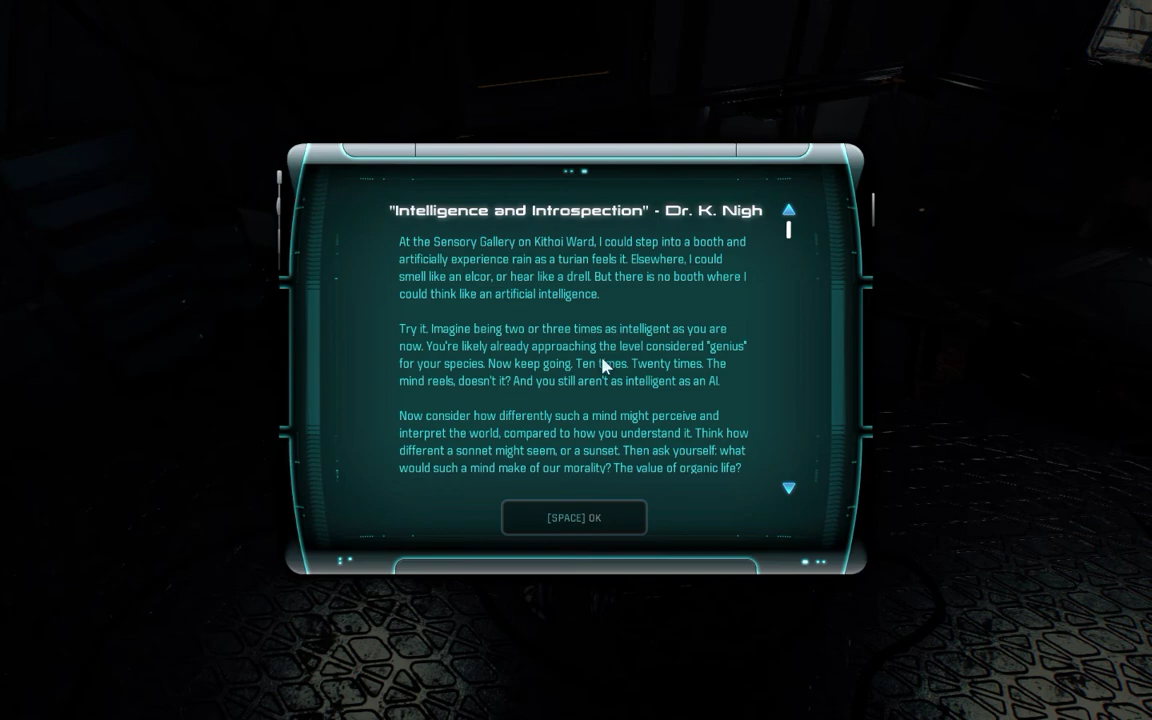 "Intelligence and Introspection" - Dr. K. Nigh
At the Sensory Gallery on Kithoi Ward, I could step into a booth and
artificially experience rain as a turian feels it. Elsewhere, I could
smell like an elcor, or hear like a drell. But there is no booth where I
could think like an artificial intelligence.
Try it. Imagine being two or three times as intelligent as you are
now. You're likely already approaching the level considered "genius"
for your species. Now keep going. Ten times. Twenty times. The
mind reels, doesn't it? And you still aren't as intelligent as an AI.
Now consider how differently such a mind might perceive and
interpret the world, compared to how you understand it. Think how
different a sonnet might seem, or a sunset. Then ask yourself: what
would such a mind make of our morality? The value of organic life?
[SPACE] OK